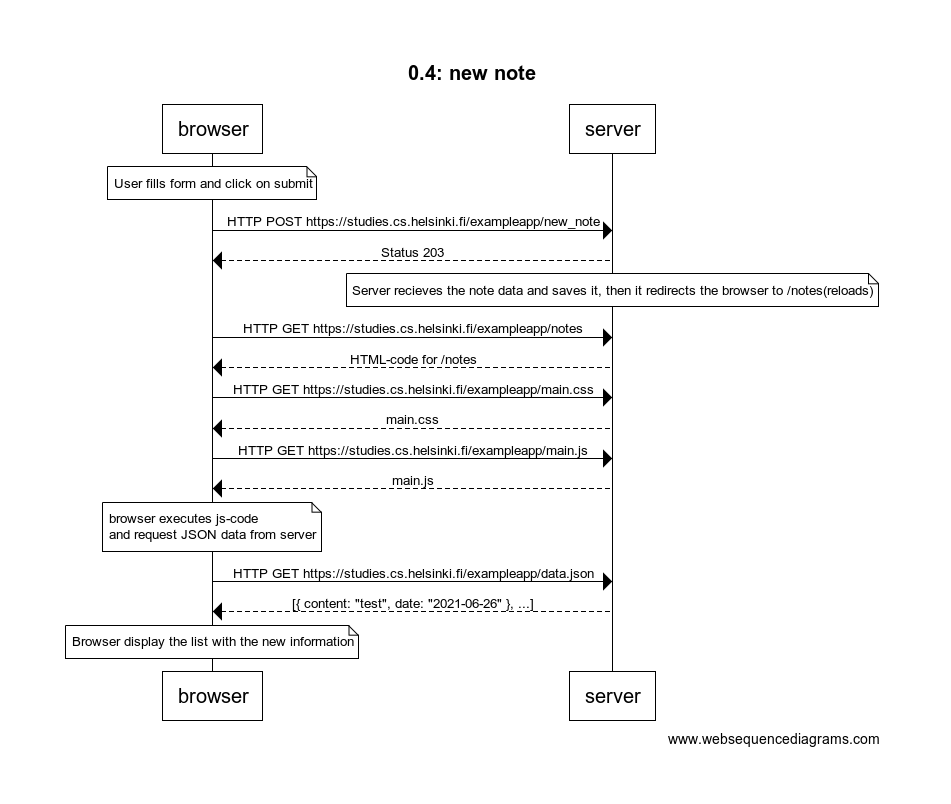 0.4: new note
browser
server
User fills form and click on submit
HTTP POST https://studies.cs.helsinki.fi/exampleapp/new_note
Status 203
Server recieves the note data and saves it, then it redirects the browser to /notes(reloads)
HTTP GET https://studies.cs.helsinki.fi/exampleapp/notes
HTML-code for /notes
HTTP GET https://studies.cs.helsinki.fi/exampleapp/main.css
main.css
HTTP GET https://studies.cs.helsinki.fi/exampleapp/main.js
main.js
browser executes js-code
and request JSON data from server
HTTP GET https://studies.cs.helsinki.fi/exampleapp/data.json
[{ content: "test", date: "2021-06-26" }, ...]
Browser display the list with the new information
browser
server
www.websequencediagrams.com